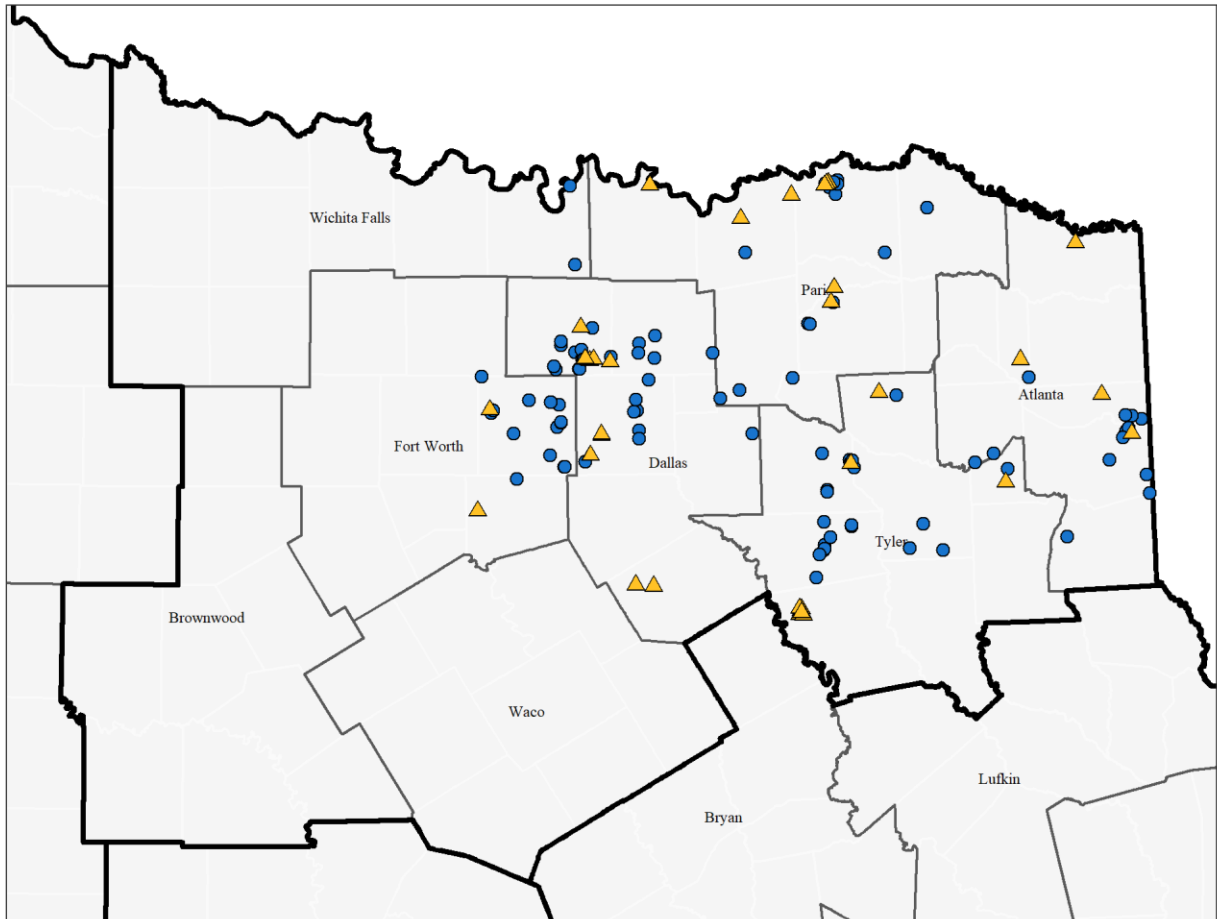 Wichita Falls
Paris
Atlanta
Fort Worth
Dallas
Tyler
Brownwood
Waco
Lufkin
Bryan